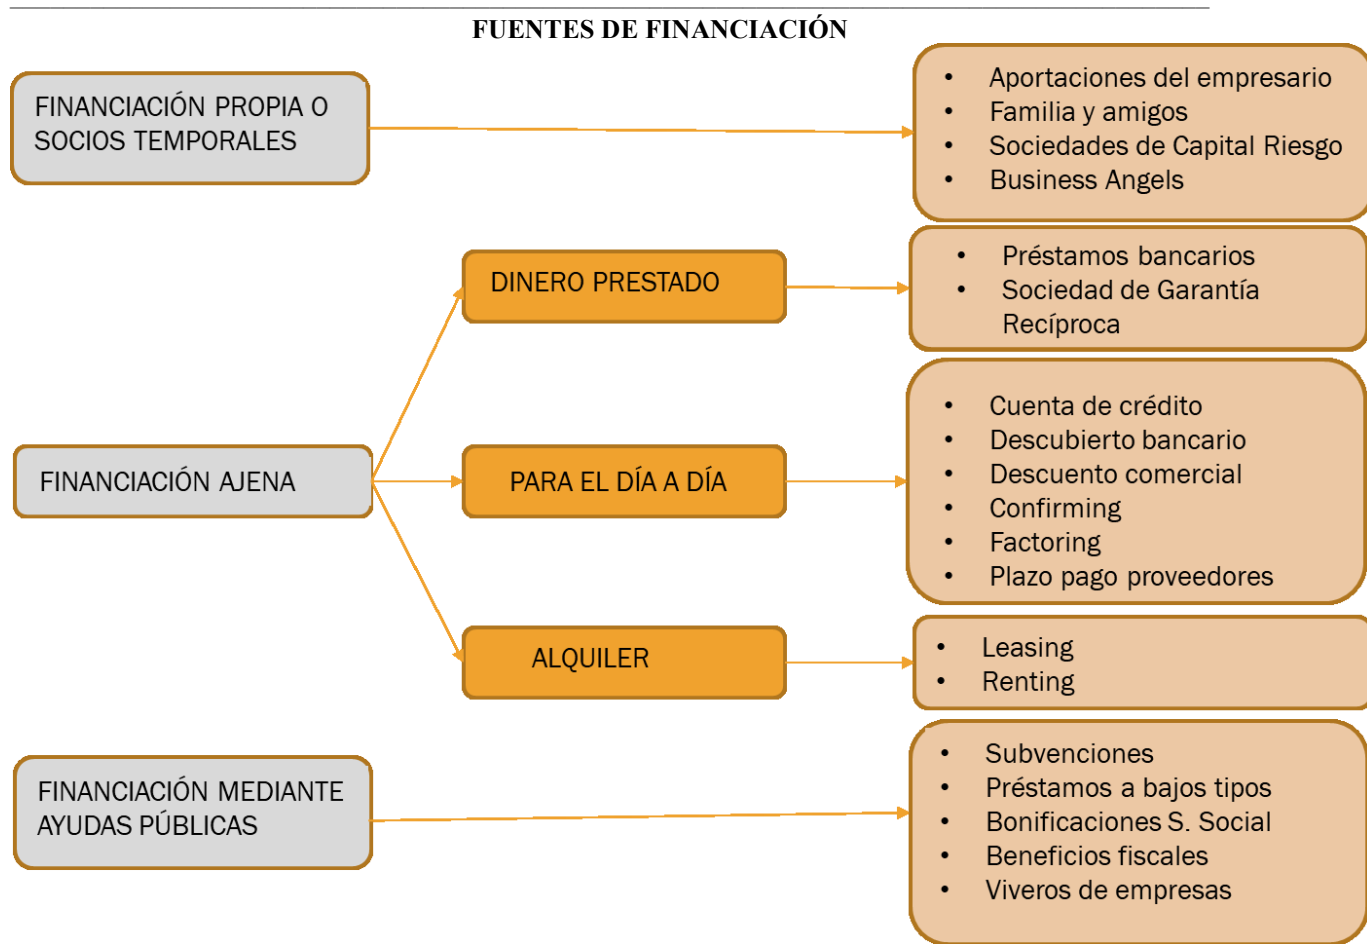 FUENTES DE FINANCIACIÓN
FINANCIACIÓN PROPIA O
SOCIOS TEMPORALES
• Aportaciones del empresario
• Familia y amigos
• Sociedades de Capital Riesgo
• Business Angels
FINANCIACIÓN AJENA
DINERO PRESTADO
• Préstamos bancarios
• Sociedad de Garantía
Recíproca
PARA EL DÍA A DÍA
• Cuenta de crédito
• Descubierto bancario
• Descuento comercial
• Confirming
• Factoring
• Plazo pago proveedores
ALQUILER
• Leasing
• Renting
FINANCIACIÓN MEDIANTE
AYUDAS PÚBLICAS
• Subvenciones
• Préstamos a bajos tipos
• Bonificaciones S. Social
• Beneficios fiscales
• Viveros de empresas